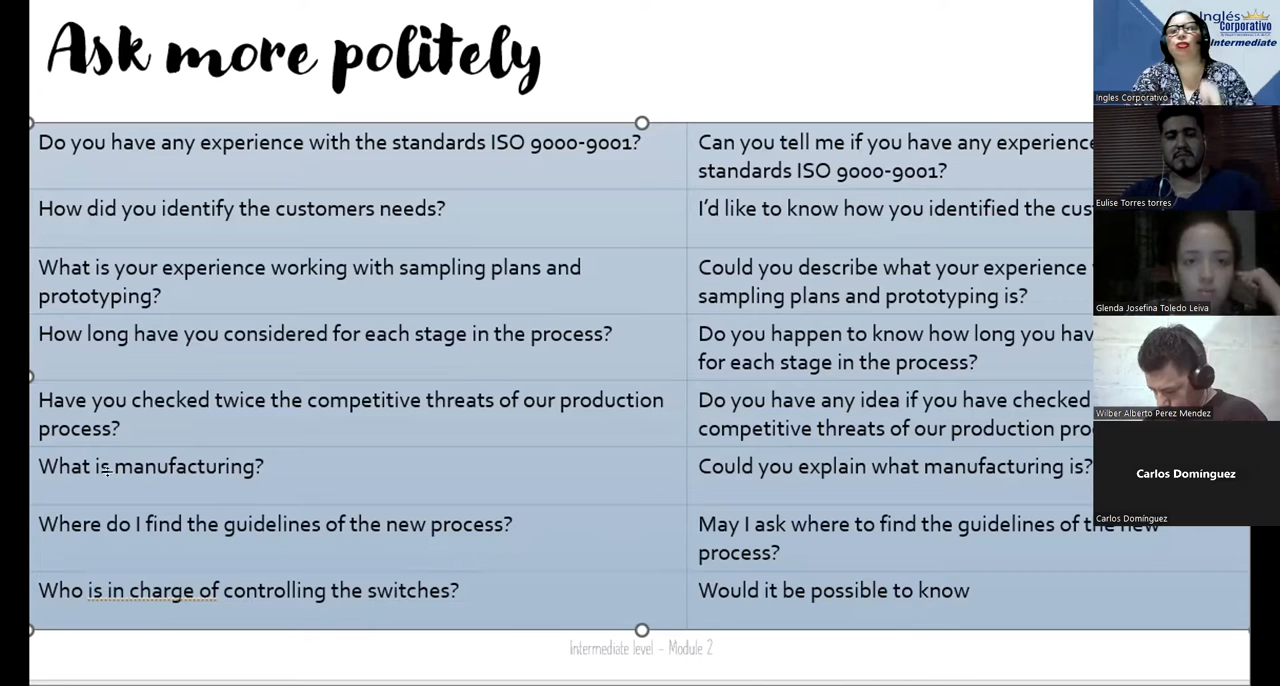 Ask more politely
Do you have any experience with the standards ISO 9000-9001?
Can you tell me if you have any experience
standards ISO 9000-9001?
How did you identify the customers needs?
I'd like to know how you identified the
What is your experience working with sampling plans and
prototyping?
Could you describe what your experience
sampling plans and prototyping is?
How long have you considered for each stage in the process?
Do you happen to know how long you
for each stage in the process?
Have you checked twice the competitive threats of our production
process?
Do you have any idea if you have checked
competitive threats of our production
What is manufacturing?
Could you explain what manufacturing is?
Where do I find the guidelines of the new process?
May I ask where to find the guidelines of the new
process?
Who is in charge of controlling the switches?
Would it be possible to know
Intermediate level - Module 2
Inglés
Corporativo
Intermediate
Ingles Corporativo
Eulise Torres torres
Glenda Josefina Toledo Leiva
Wilber Alberto Perez Mendez
Carlos Domínguez
Carlos Domínguez